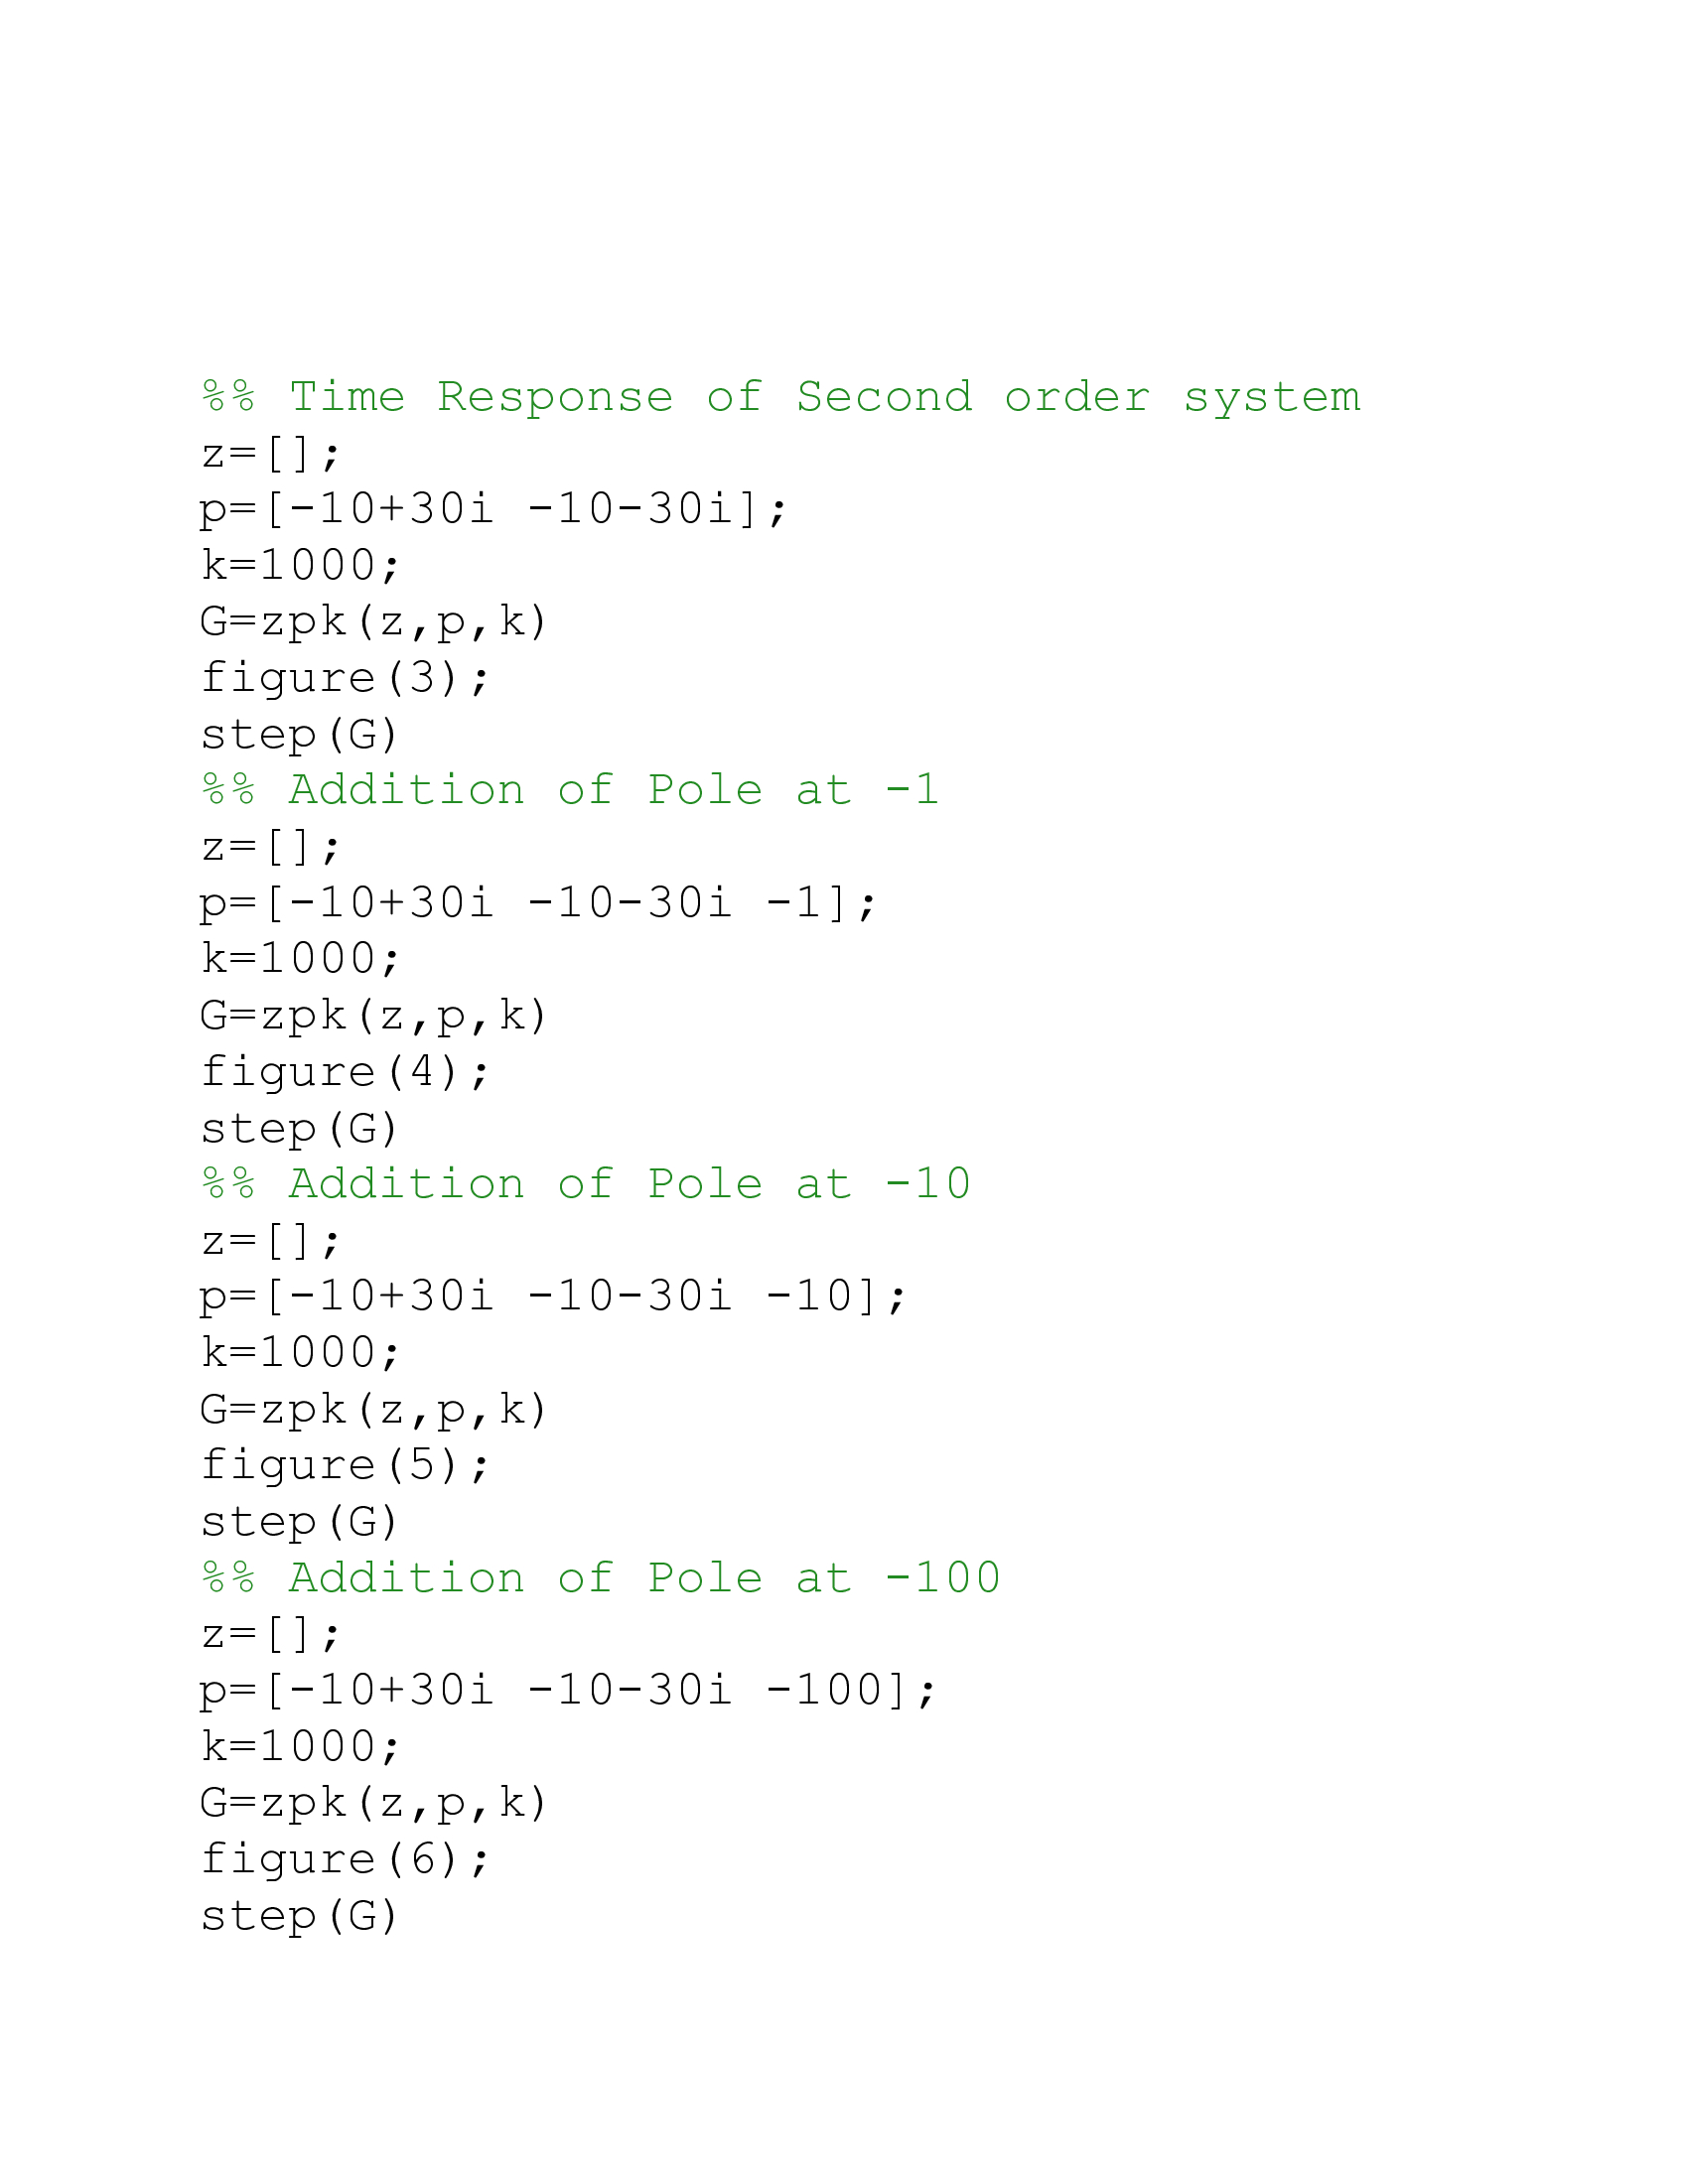 %% Time Response of Second order system
z=[];
p=[-10+30i -10-30i];
k=1000;
G=zpk(z,p,k)
figure(3);
step(G)
%% Addition of Pole at -1
z=[];
p=[-10+30i -10-30i -1];
k=1000;
G=zpk(z,p,k)
figure(4);
step(G)
%% Addition of Pole at -10
z=[];
p=[-10+30i -10-30i -10];
k=1000;
G=zpk(z,p,k)
figure(5);
step(G)
%% Addition of Pole at -100
z=[];
p=[-10+30i -10-30i -100];
k=1000;
G=zpk(z,p,k)
figure(6);
step(G)